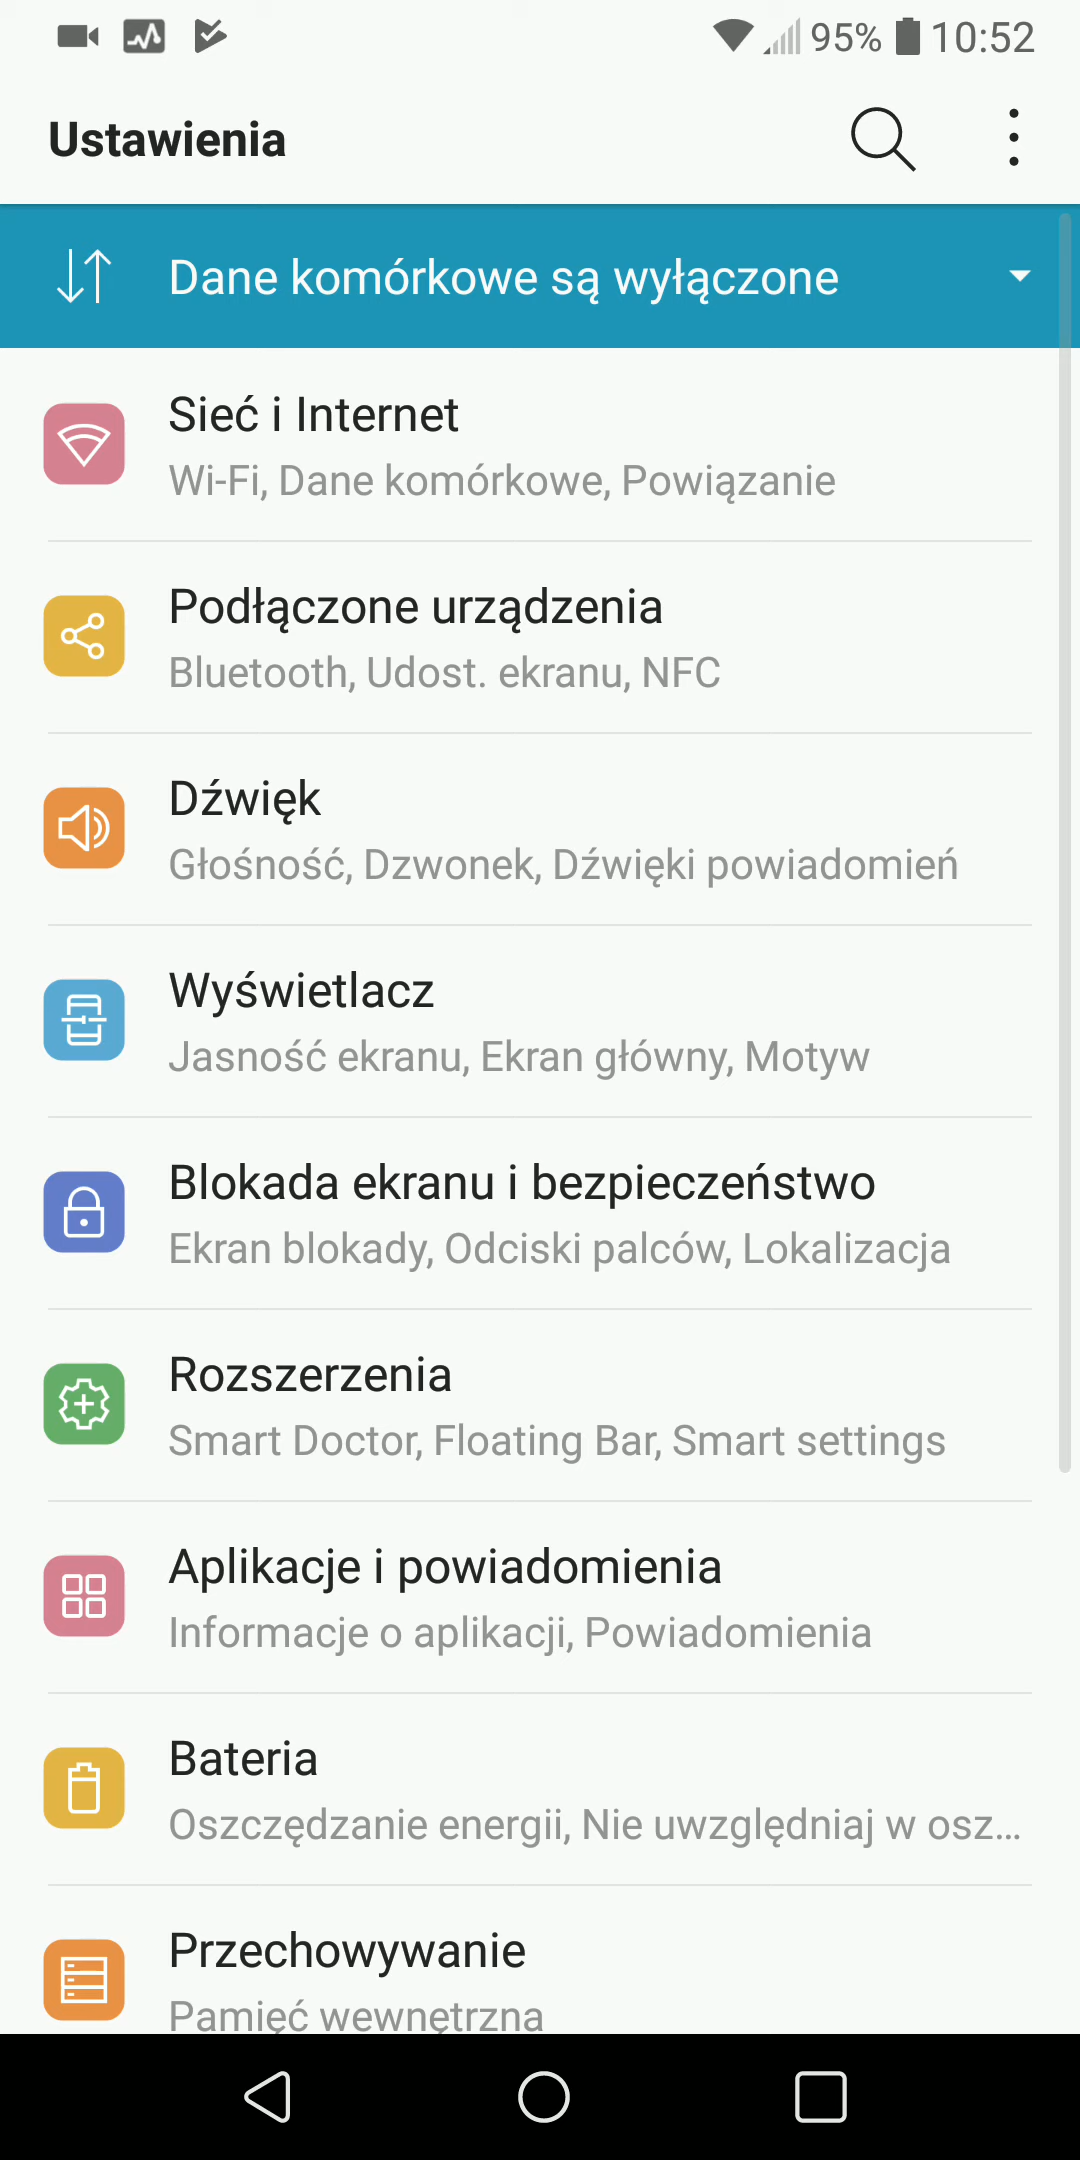 95% 10:52
Ustawienia
Dane komórkowe są wyłączone
Sieć i Internet
Wi-Fi, Dane komórkowe, Powiązanie
Podłączone urządzenia
Bluetooth, Udost. ekranu, NFC
Dźwięk
Głośność, Dzwonek, Dźwięki powiadomień
Wyświetlacz
Jasność ekranu, Ekran główny, Motyw
Blokada ekranu i bezpieczeństwo
Ekran blokady, Odciski palców, Lokalizacja
Rozszerzenia
Smart Doctor, Floating Bar, Smart settings
Aplikacje i powiadomienia
Informacje o aplikacji, Powiadomienia
Bateria
Oszczędzanie energii, Nie uwzględniaj w osz...
Przechowywanie
Pamięć wewnętrzna